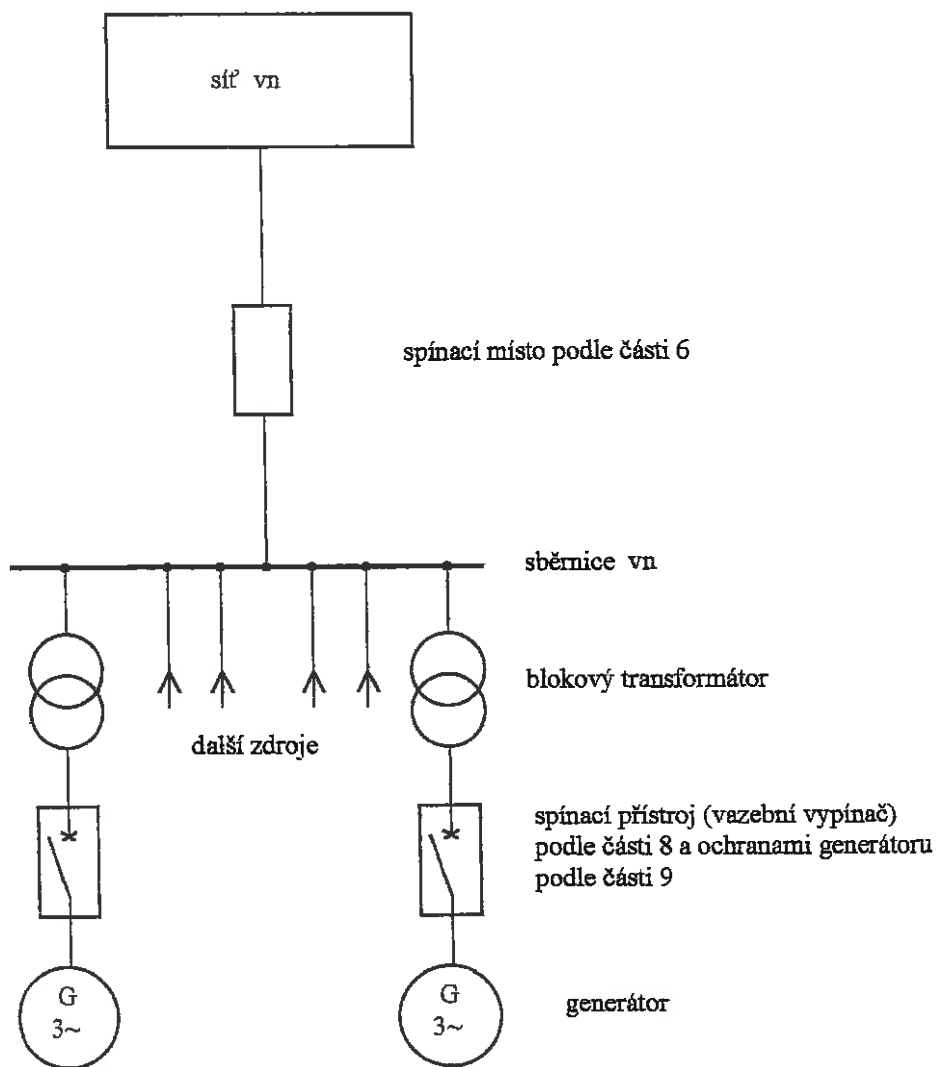 síť vn
spínací místo podle části 6
sběrnice vn
blokový transformátor
další zdroje
spínací přístroj (vazební vypínač)
podle části 8 a ochranami generátoru
podle části 9
G
3~
G
3~
generátor